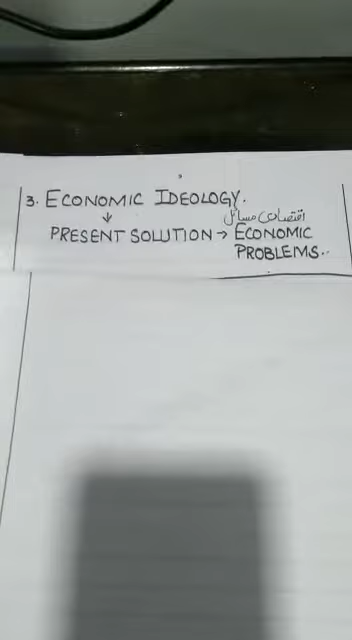 3. ECONOMIC IDEOLOGY.
↓
اقتصادی مسائل
PRESENT SOLUTION → ECONOMIC
PROBLEMS..